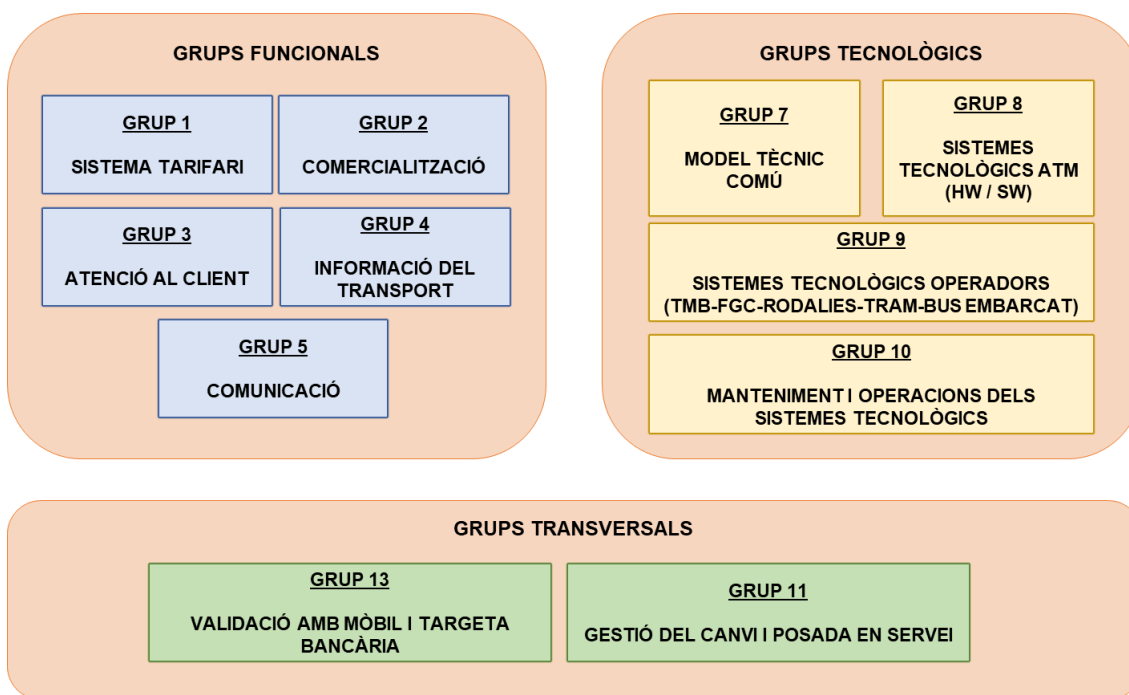 GRUPS FUNCIONALS
GRUP 1
SISTEMA TARIFARI
GRUP 2
COMERCIALITZACIÓ
GRUP 3
ATENCIÓ AL CLIENT
GRUP 4
INFORMACIÓ DEL
TRANSPORT
GRUP 5
COMUNICACIÓ
GRUPS TECNOLÒGICS
GRUP 7
MODEL TÈCNIC
COMÚ
GRUP 8
SISTEMES
TECNOLÒGICS ATM
(HW / SW)
GRUP 9
SISTEMES TECNOLÒGICS OPERADORS
(TMB-FGC-RODALIES-TRAM-BUS EMBARCAT)
GRUP 10
MANTENIMENT I OPERACIONS DELS
SISTEMES TECNOLÒGICS
GRUPS TRANSVERSALS
GRUP 13
VALIDACIÓ AMB MÒBIL I TARGETA
BANCÀRIA
GRUP 11
GESTIÓ DEL CANVI I POSADA EN SERVEI